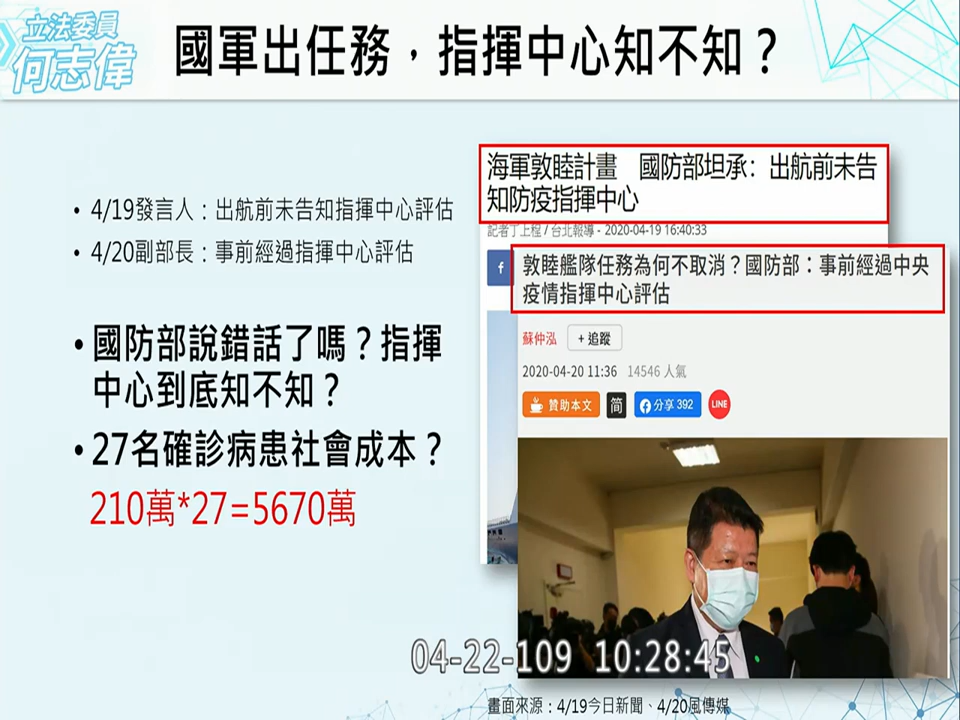 立法委員
何志偉
國軍出任務，指揮中心知不知？
• 4/19發言人：出航前未告知指揮中心評估
• 4/20副部長：事前經過指揮中心評估
• 國防部說錯話了嗎？指揮
中心到底知不知？
• 27名確診病患社會成本？
210萬*27=5670萬
海軍敦睦計畫 國防部坦承：出航前未告
知防疫指揮中心
記者丁上程 / 台北報導 - 2020-04-19 16:40:33
f
敦睦艦隊任務為何不取消？國防部：事前經過中央
疫情指揮中心評估
蘇仲泓 + 追蹤
2020-04-20 11:36 14546 人氣
贊助本文 简 分享 392 LINE
04-22-109 10:28:45
畫面來源：4/19今日新聞、4/20風傳媒